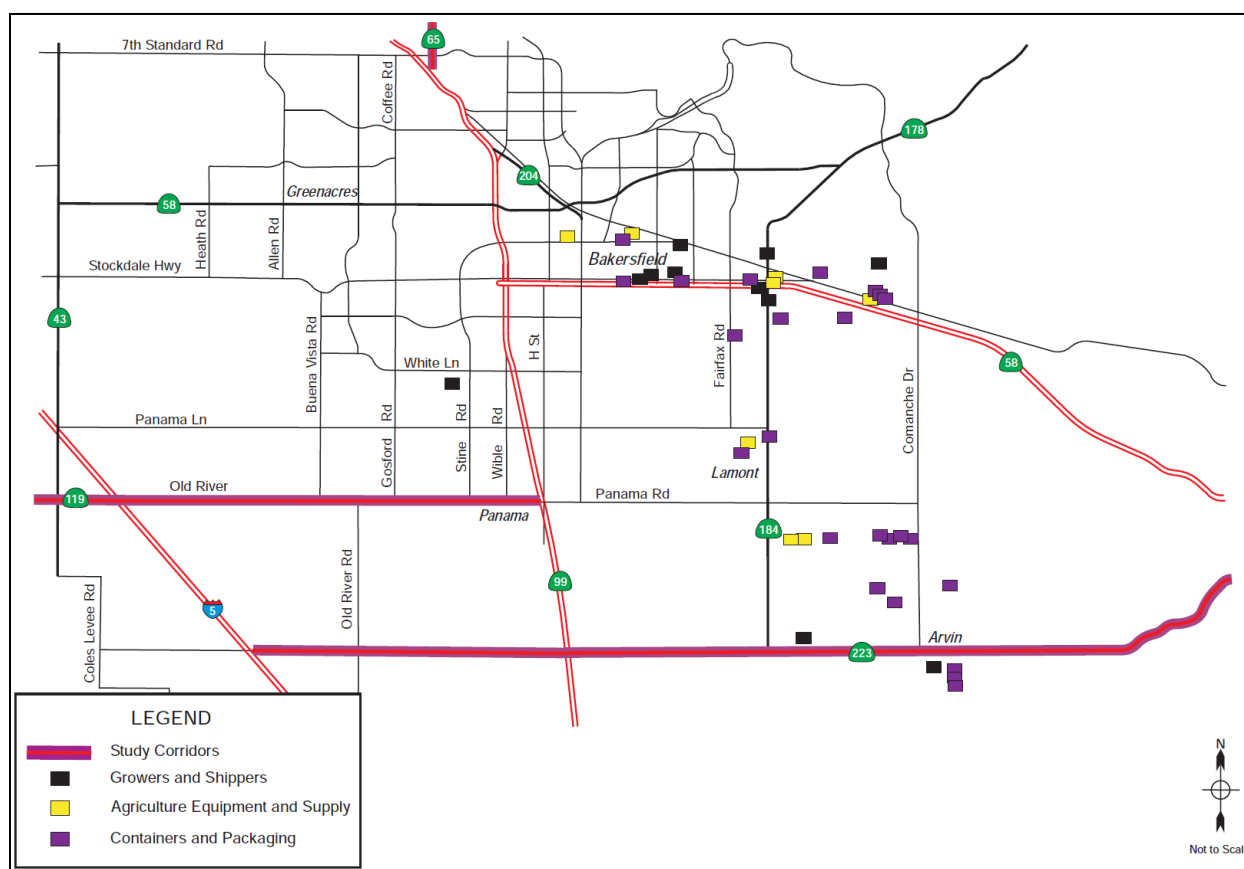 65
7th Standard Rd
Coffee Rd
178
204
Greenacres
58
Heath Rd
Allen Rd
Bakersfield
Stockdale Hwy
43
Buena Vista Rd
H St
Fairfax Rd
White Ln
58
Comanche Dr
Panama Ln
Gosford Rd
Stine Rd
Wible Rd
Lamont
Old River
119
Panama Rd
Panama
184
Old River Rd
99
5
Coles Levee Rd
Arvin
223
LEGEND
Study Corridors
Growers and Shippers
Agriculture Equipment and Supply
Containers and Packaging
N
Not to Scal